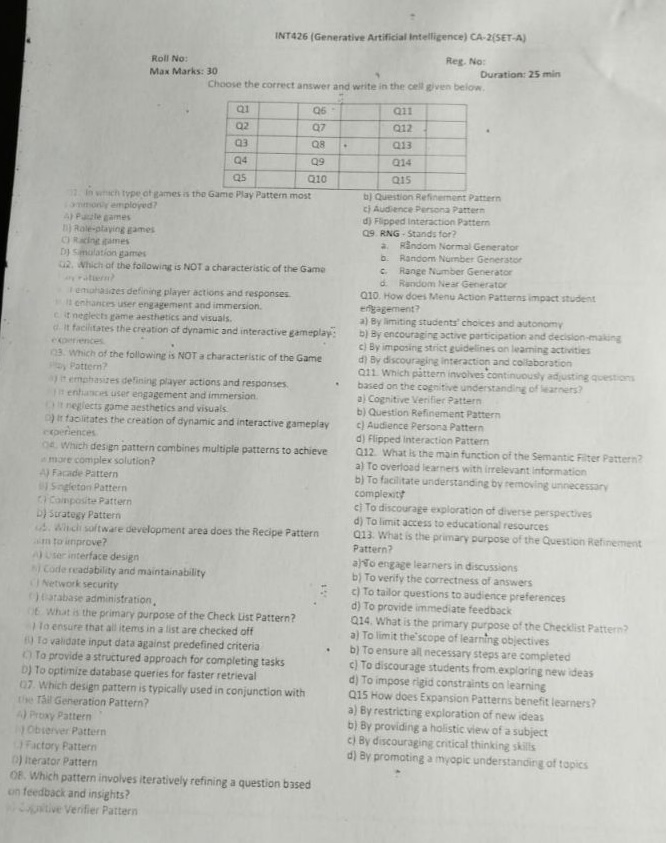 INT426 (Generative Artificial Intelligence) CA-2(SET-A)
Roll No: Reg. No:
Max Marks: 30 Duration: 25 min
Choose the correct answer and write in the cell given below.
Q1 Q6 Q11
Q2 Q7 Q12
Q3 Q8 Q13
Q4 Q9 Q14
Q5 Q10 Q15
In which type of games is the Game Play Pattern most
commonly employed?
A) Puzzle games
B) Role-playing games
C) Racing games
D) Simulation games
Q2. Which of the following is NOT a characteristic of the Game
Pattern?
emphasizes defining player actions and responses.
It enhances user engagement and immersion.
c. it neglects game aesthetics and visuals.
d. It facilitates the creation of dynamic and interactive gameplay
experiences.
Q3. Which of the following is NOT a characteristic of the Game
Play Pattern?
It emphasizes defining player actions and responses.
It enhances user engagement and immersion.
It neglects game aesthetics and visuals.
D) It facilitates the creation of dynamic and interactive gameplay
experiences.
Q4. Which design pattern combines multiple patterns to achieve
a more complex solution?
A) Facade Pattern
B) Singleton Pattern
C) Composite Pattern
D) Strategy Pattern
Q5. Which software development area does the Recipe Pattern
aim to improve?
A) User interface design
B) Code readability and maintainability
C) Network security
Database administration
Q6. What is the primary purpose of the Check List Pattern?
To ensure that all items in a list are checked off
B) To validate input data against predefined criteria
C) To provide a structured approach for completing tasks
D) To optimize database queries for faster retrieval
Q7. Which design pattern is typically used in conjunction with
the Tail Generation Pattern?
A) Proxy Pattern
Observer Pattern
Factory Pattern
D) Iterator Pattern
Q8. Which pattern involves iteratively refining a question based
on feedback and insights?
Cognitive Verifier Pattern
b) Question Refinement Pattern
c) Audience Persona Pattern
d) Flipped Interaction Pattern
Q9. RNG - Stands for?
a. Random Normal Generator
b. Random Number Generator
c. Range Number Generator
d. Random Near Generator
Q10. How does Menu Action Patterns impact student
engagement?
a) By limiting students' choices and autonomy
b) By encouraging active participation and decision-making
c) By imposing strict guidelines on learning activities
d) By discouraging interaction and collaboration
Q11. Which pattern involves continuously adjusting questions
based on the cognitive understanding of learners?
a) Cognitive Verifier Pattern
b) Question Refinement Pattern
c) Audience Persona Pattern
d) Flipped Interaction Pattern
Q12. What is the main function of the Semantic Filter Pattern?
a) To overload learners with irrelevant information
b) To facilitate understanding by removing unnecessary
complexity
c) To discourage exploration of diverse perspectives
d) To limit access to educational resources
Q13. What is the primary purpose of the Question Refinement
Pattern?
a) To engage learners in discussions
b) To verify the correctness of answers
c) To tailor questions to audience preferences
d) To provide immediate feedback
Q14. What is the primary purpose of the Checklist Pattern?
a) To limit the scope of learning objectives
b) To ensure all necessary steps are completed
c) To discourage students from exploring new ideas
d) To impose rigid constraints on learning
Q15 How does Expansion Patterns benefit learners?
a) By restricting exploration of new ideas
b) By providing a holistic view of a subject
c) By discouraging critical thinking skills
d) By promoting a myopic understanding of topics